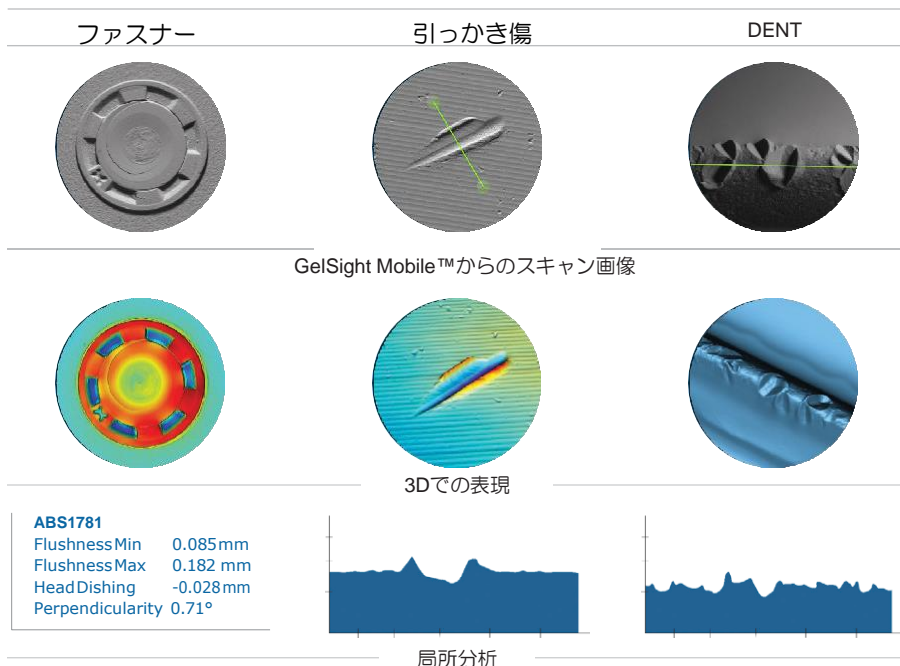 ファスナー
引っかき傷
DENT
GelSight Mobile™からのスキャン画像
3Dでの表現
ABS1781
Flushness Min 0.085 mm
Flushness Max 0.182 mm
Head Dishing -0.028 mm
Perpendicularity 0.71°
局所分析